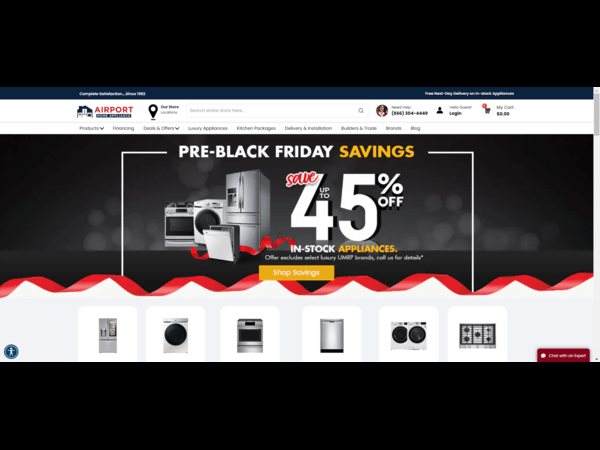 Complete Satisfaction...Since 1983
Free Next-Day Delivery on In-stock Appliances
AIRPORT
HOME APPLIANCE
Our Store
Locations
Search entire store here...
Need Help
(866) 304-4449
Hello Guest!
Login
0
My Cart
$0.00
Products
Financing
Deals & Offers
Luxury Appliances
Kitchen Packages
Delivery & Installation
Builders & Trade
Brands
Blog
PRE-BLACK FRIDAY SAVINGS
save
UP
TO
45% OFF
IN-STOCK APPLIANCES.
Offer excludes select luxury UMRP brands, call us for details*
Shop Savings
Chat with an Expert